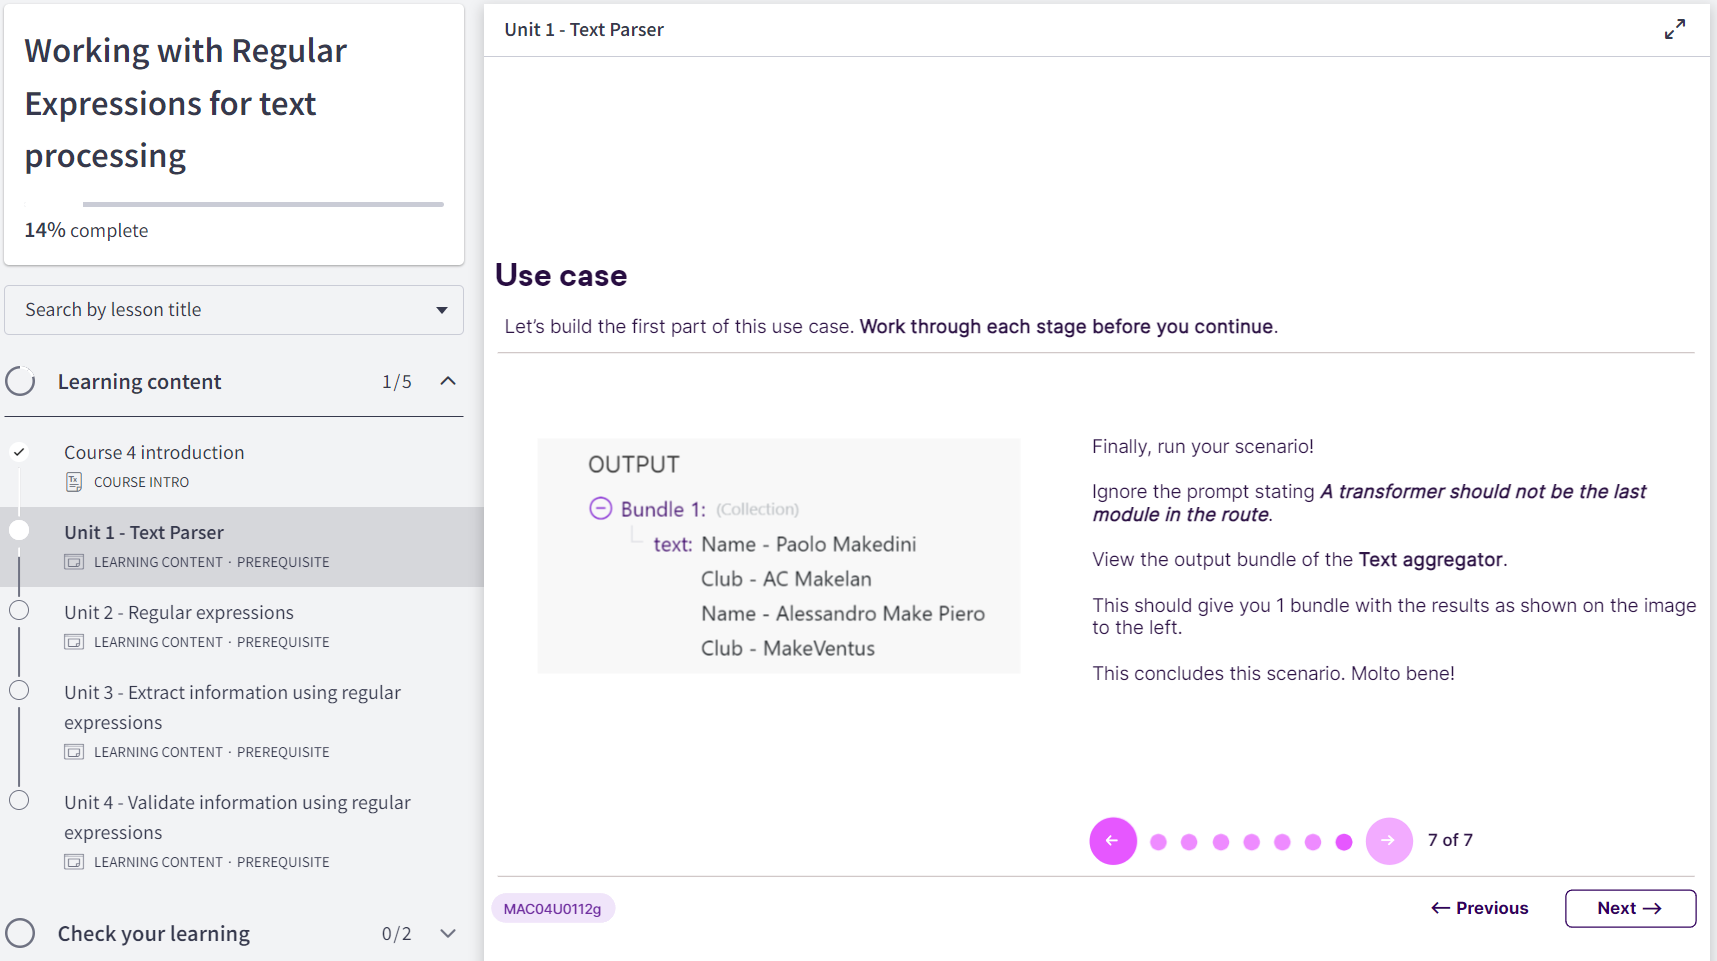 Working with Regular
Expressions for text
processing
14% complete
Search by lesson title
Learning content 1/5
Course 4 introduction
COURSE INTRO
Unit 1 - Text Parser
LEARNING CONTENT · PREREQUISITE
Unit 2 - Regular expressions
LEARNING CONTENT · PREREQUISITE
Unit 3 - Extract information using regular
expressions
LEARNING CONTENT · PREREQUISITE
Unit 4 - Validate information using regular
expressions
LEARNING CONTENT · PREREQUISITE
Check your learning 0/2
Unit 1 - Text Parser
Use case
Let's build the first part of this use case. Work through each stage before you continue.
OUTPUT
Bundle 1: (Collection)
text: Name - Paolo Makedini
Club - AC Makelan
Name - Alessandro Make Piero
Club - MakeVentus
Finally, run your scenario!
Ignore the prompt stating A transformer should not be the last
module in the route.
View the output bundle of the Text aggregator.
This should give you 1 bundle with the results as shown on the image
to the left.
This concludes this scenario. Molto bene!
7 of 7
MAC04U0112g
← Previous
Next →